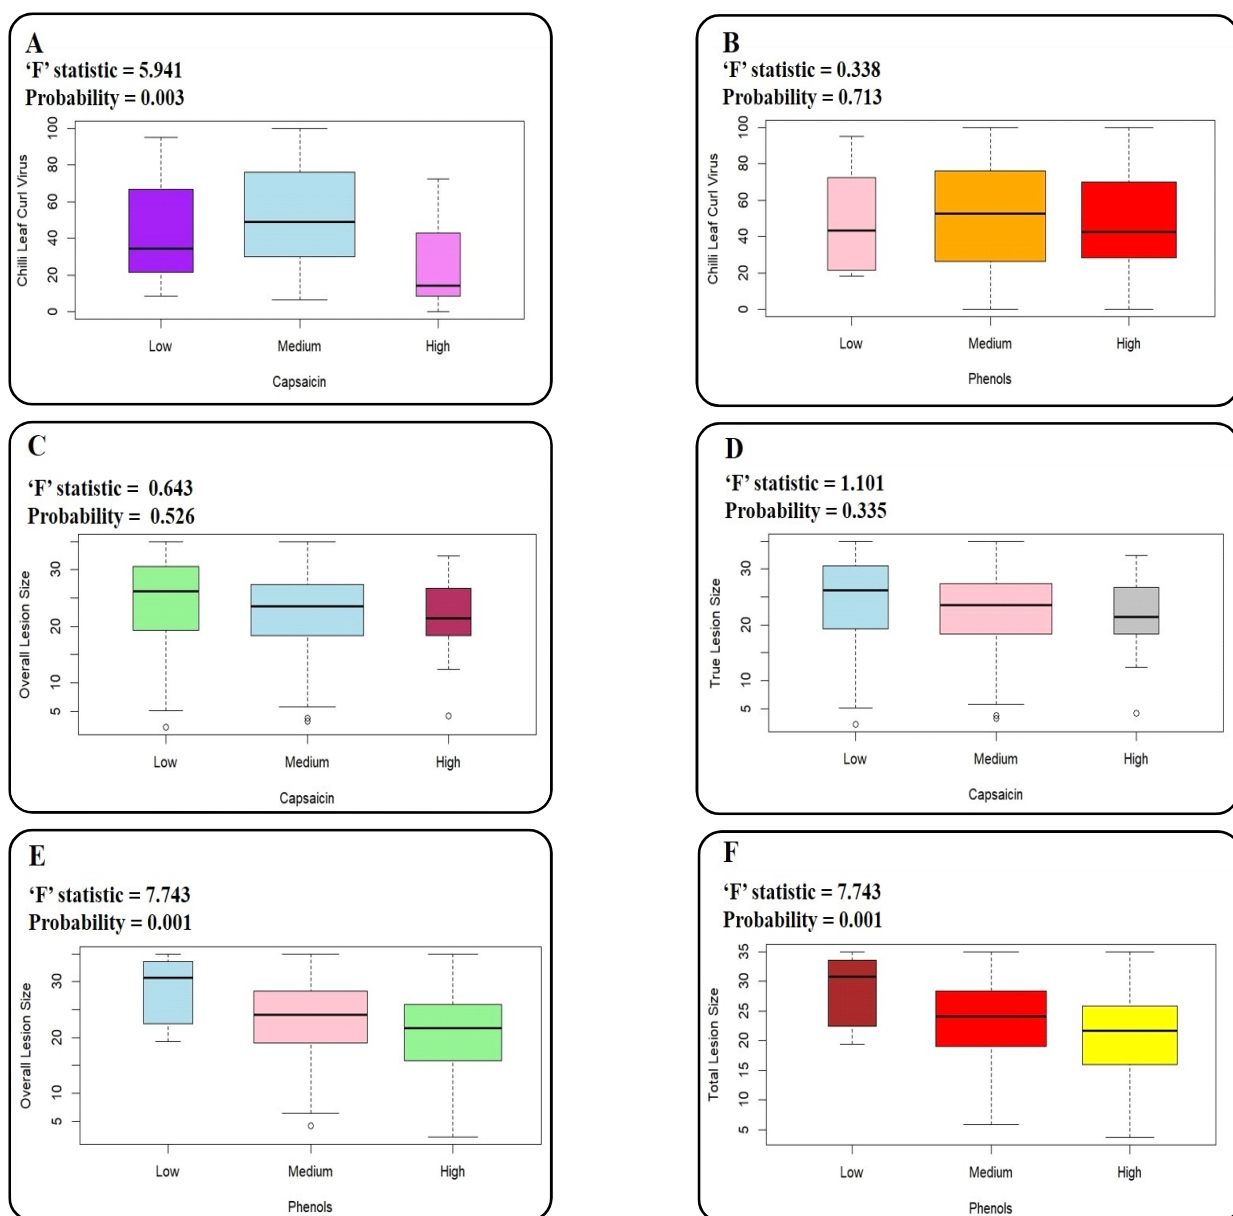 A
‘F’ statistic = 5.941
Probability = 0.003
Chilli Leaf Curl Virus
100
80
60
40
20
0
Low Medium High
Capsaicin
B
‘F’ statistic = 0.338
Probability = 0.713
Chilli Leaf Curl Virus
100
80
60
40
20
0
Low Medium High
Phenols
C
‘F’ statistic = 0.643
Probability = 0.526
Overall Lesion Size
30
20
10
5
Low Medium High
Capsaicin
D
‘F’ statistic = 1.101
Probability = 0.335
True Lesion Size
30
20
10
5
Low Medium High
Capsaicin
E
‘F’ statistic = 7.743
Probability = 0.001
Overall Lesion Size
30
20
10
5
Low Medium High
Phenols
F
‘F’ statistic = 7.743
Probability = 0.001
Total Lesion Size
35
30
25
20
15
10
5
Low Medium High
Phenols